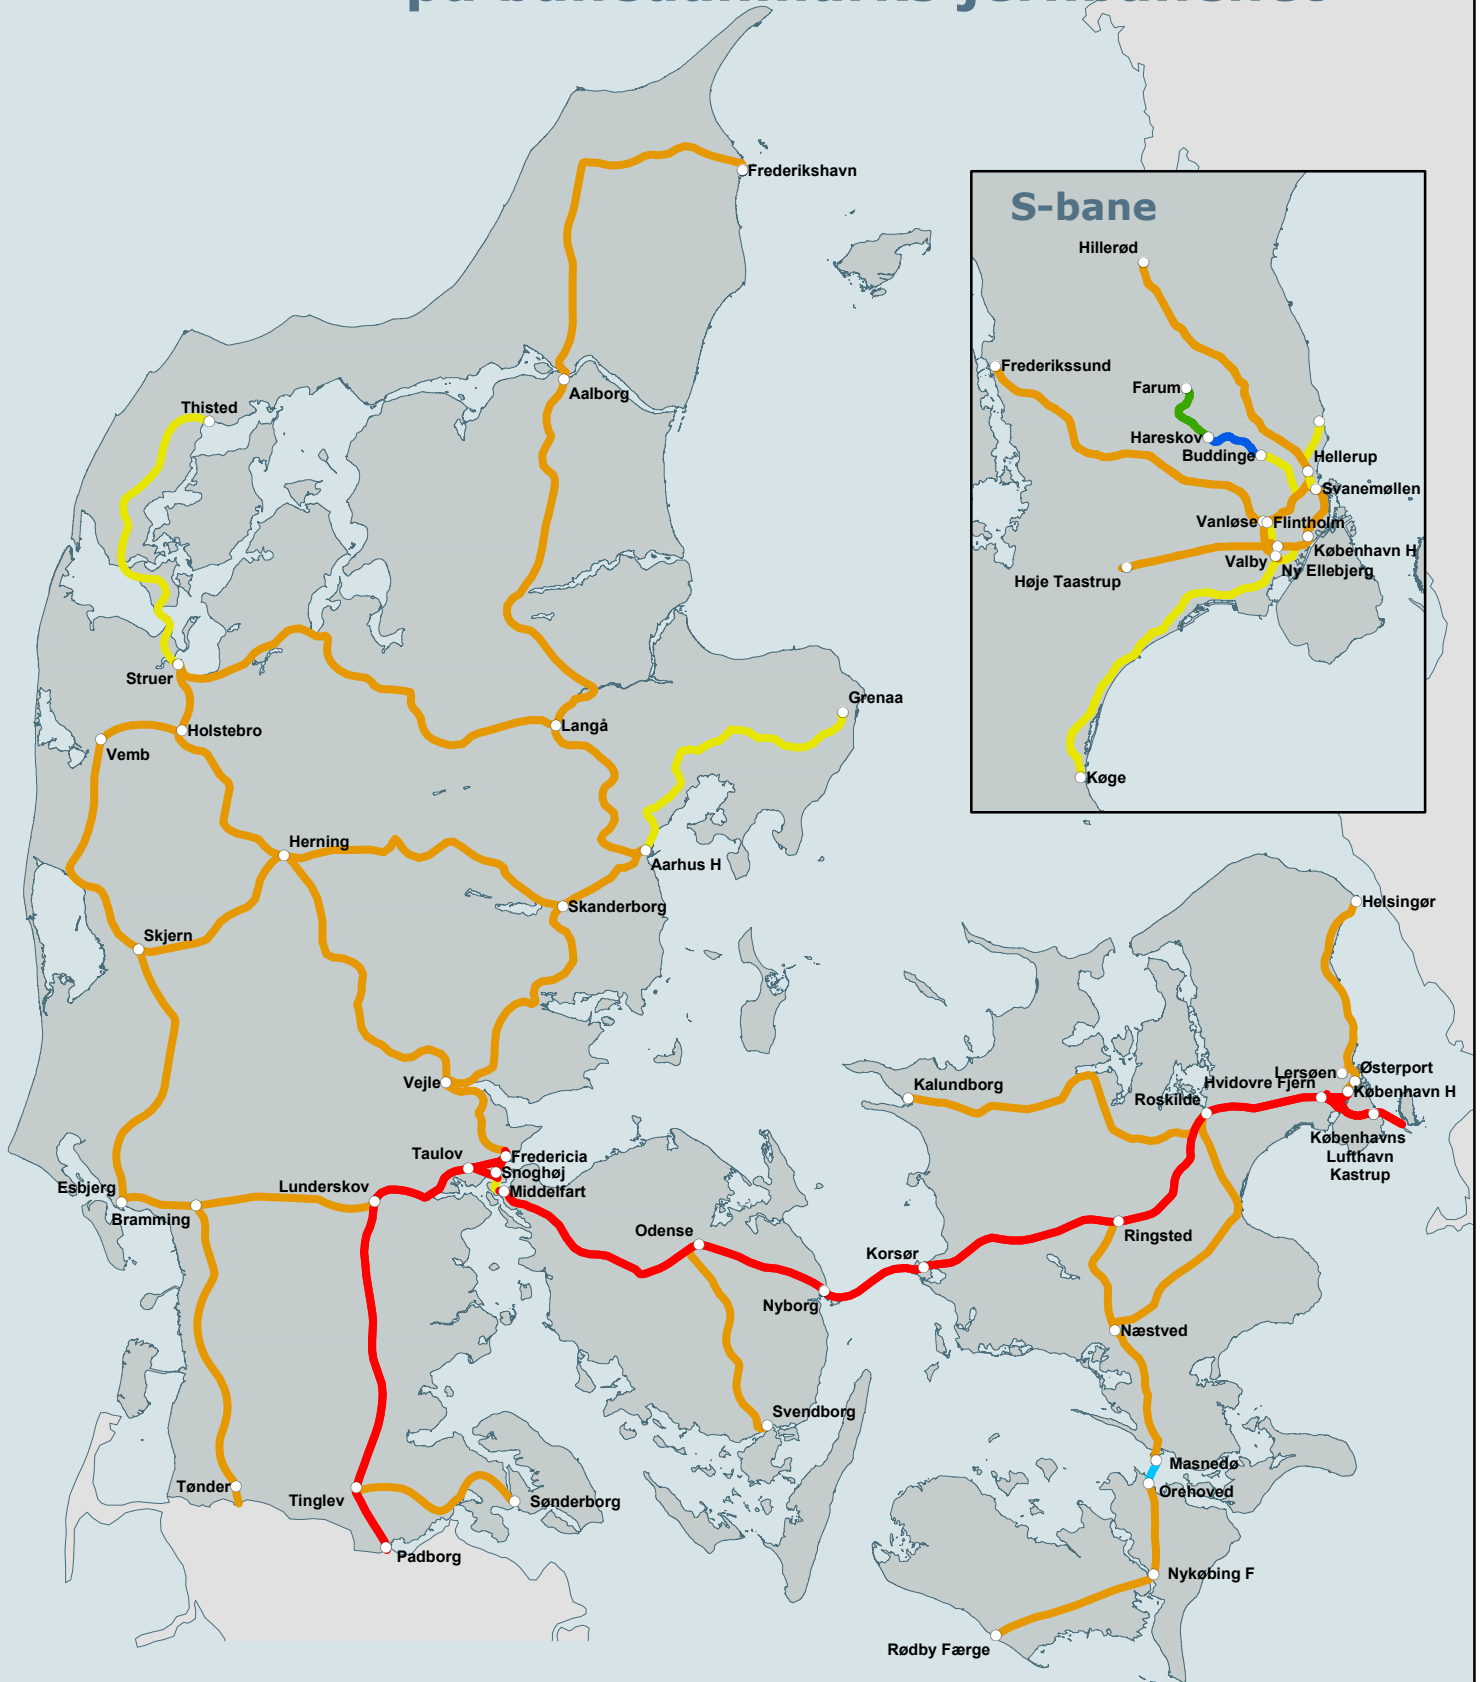 på banedanmarks jernbanenet
Frederikshavn
S-bane
Hillerød
Frederikssund
Farum
Aalborg
Thisted
Hareskov
Buddinge
Hellerup
Svanemøllen
Vanløse
Flintholm
København H
Valby
Ny Ellebjerg
Høje Taastrup
Struer
Grenaa
Holstebro
Langå
Vemb
Køge
Herning
Aarhus H
Helsingør
Skanderborg
Skjern
Østerport
Lersøen
Hvidovre Fjern
Vejle
Kalundborg
København H
Roskilde
Københavns
Lufthavn
Kastrup
Taulov
Fredericia
Snoghøj
Esbjerg
Lunderskov
Middelfart
Bramming
Odense
Ringsted
Korsør
Nyborg
Næstved
Svendborg
Masnedø
Tønder
Orehoved
Tinglev
Sønderborg
Padborg
Nykøbing F
Rødby Færge